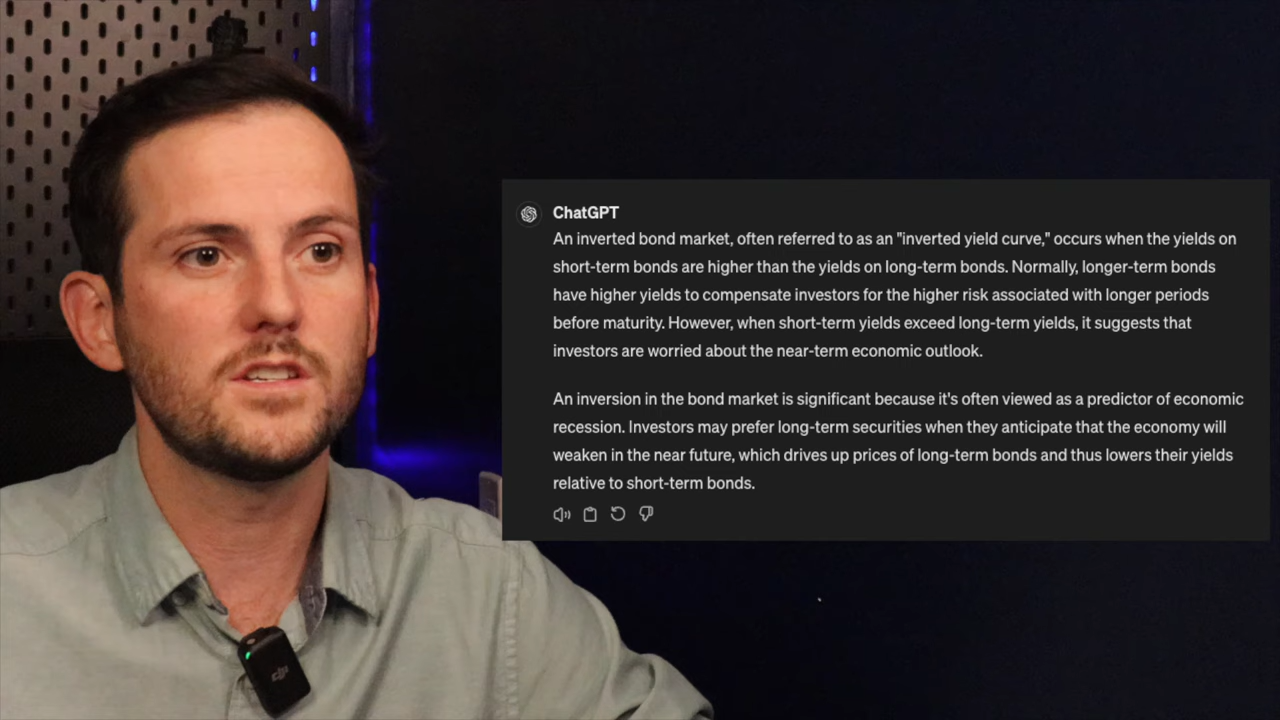 ChatGPT
An inverted bond market, often referred to as an "inverted yield curve," occurs when the yields on
short-term bonds are higher than the yields on long-term bonds. Normally, longer-term bonds
have higher yields to compensate investors for the higher risk associated with longer periods
before maturity. However, when short-term yields exceed long-term yields, it suggests that
investors are worried about the near-term economic outlook.
An inversion in the bond market is significant because it's often viewed as a predictor of economic
recession. Investors may prefer long-term securities when they anticipate that the economy will
weaken in the near future, which drives up prices of long-term bonds and thus lowers their yields
relative to short-term bonds.
dji